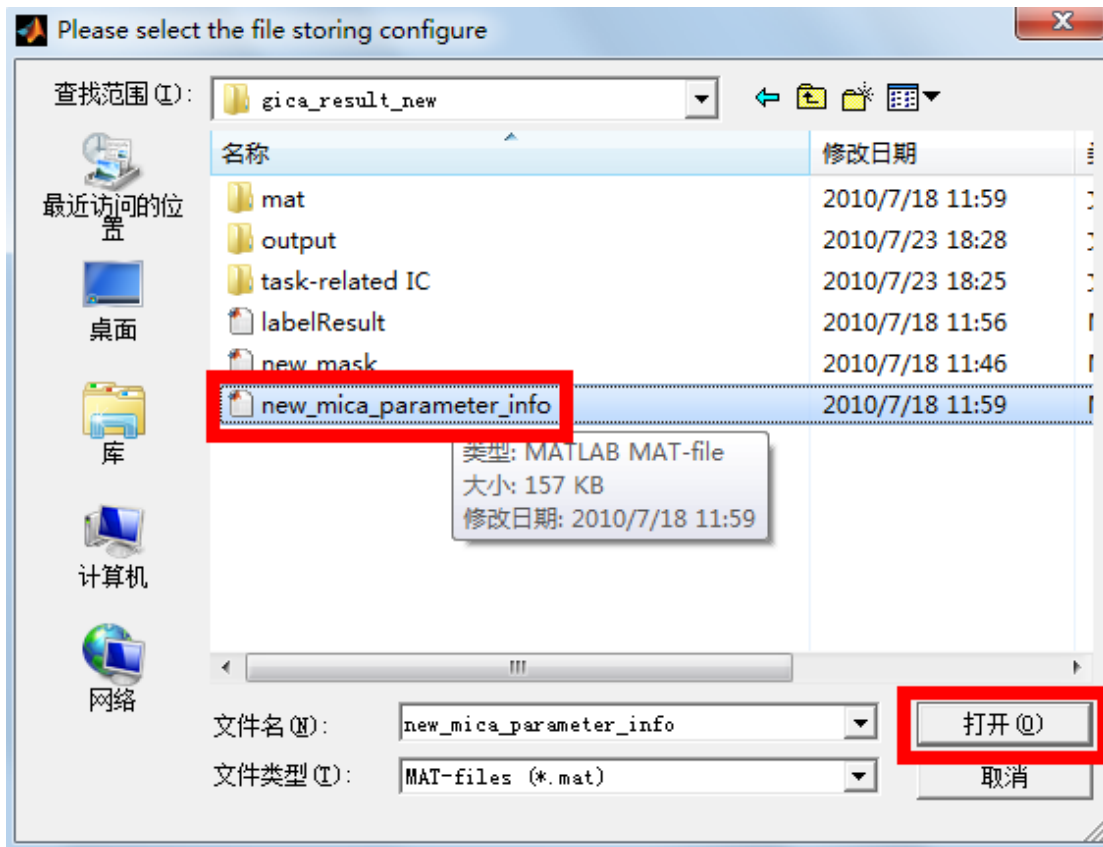 Please select the file storing configure
查找范围(I):
gica_result_new
名称
修改日期
mat
2010/7/18 11:59
output
2010/7/23 18:28
task-related IC
2010/7/23 18:25
labelResult
2010/7/18 11:56
new_mask
2010/7/18 11:46
new_mica_parameter_info
2010/7/18 11:59
类型: MATLAB MAT-file
大小: 157 KB
修改日期: 2010/7/18 11:59
最近访问的位
置
桌面
库
计算机
网络
文件名(N):
new_mica_parameter_info
打开(O)
文件类型(T):
MAT-files (*.mat)
取消